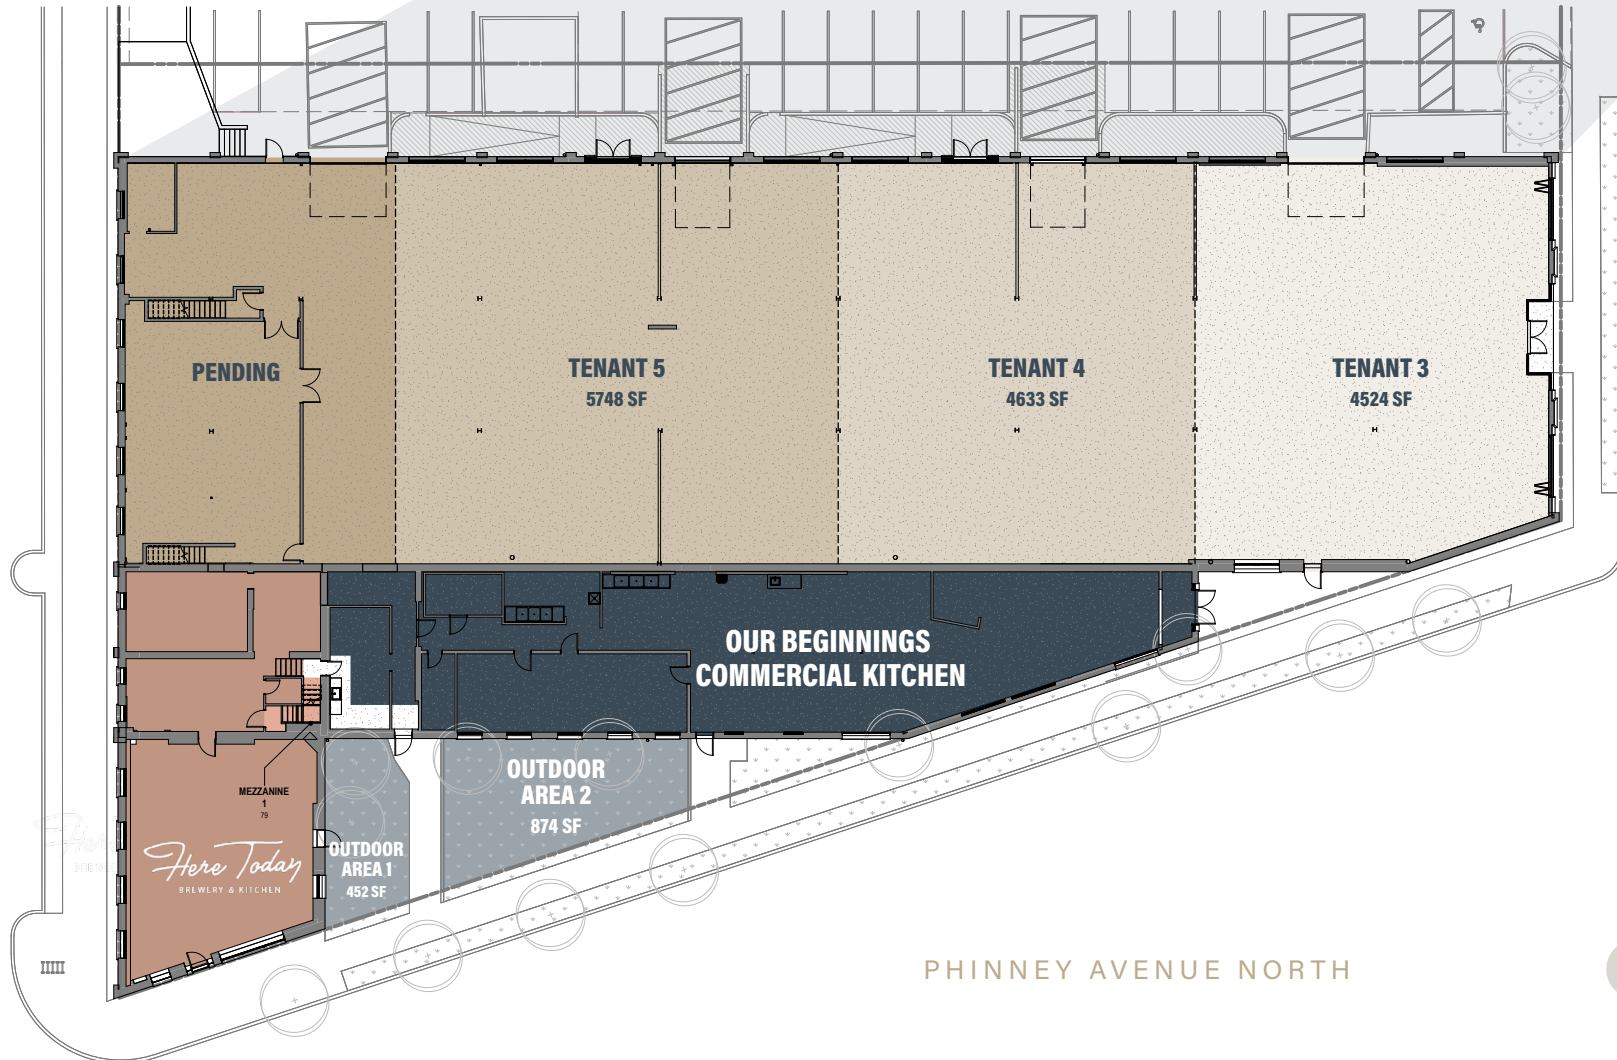 PENDING
TENANT 5
5748 SF
TENANT 4
4633 SF
TENANT 3
4524 SF
OUR BEGINNINGS
COMMERCIAL KITCHEN
OUTDOOR
AREA 2
874 SF
MEZZANINE
1
79
Here Today
BREWERY & KITCHEN
OUTDOOR
AREA 1
452 SF
PHINNEY AVENUE NORTH